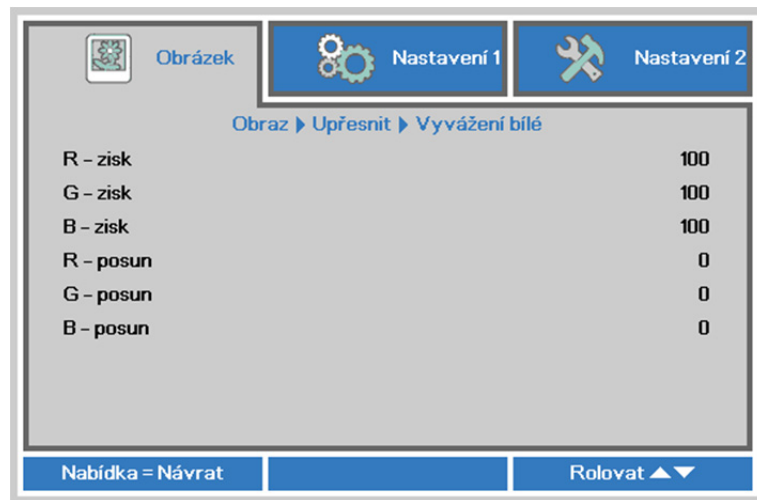 Obrázek Nastavení 1 Nastavení 2
Obraz ▶ Upřesnit ▶ Vyvážení bílé
R – zisk 100
G – zisk 100
B – zisk 100
R – posun 0
G – posun 0
B – posun 0
Nabídka = Návrat Rolovat ▲▼